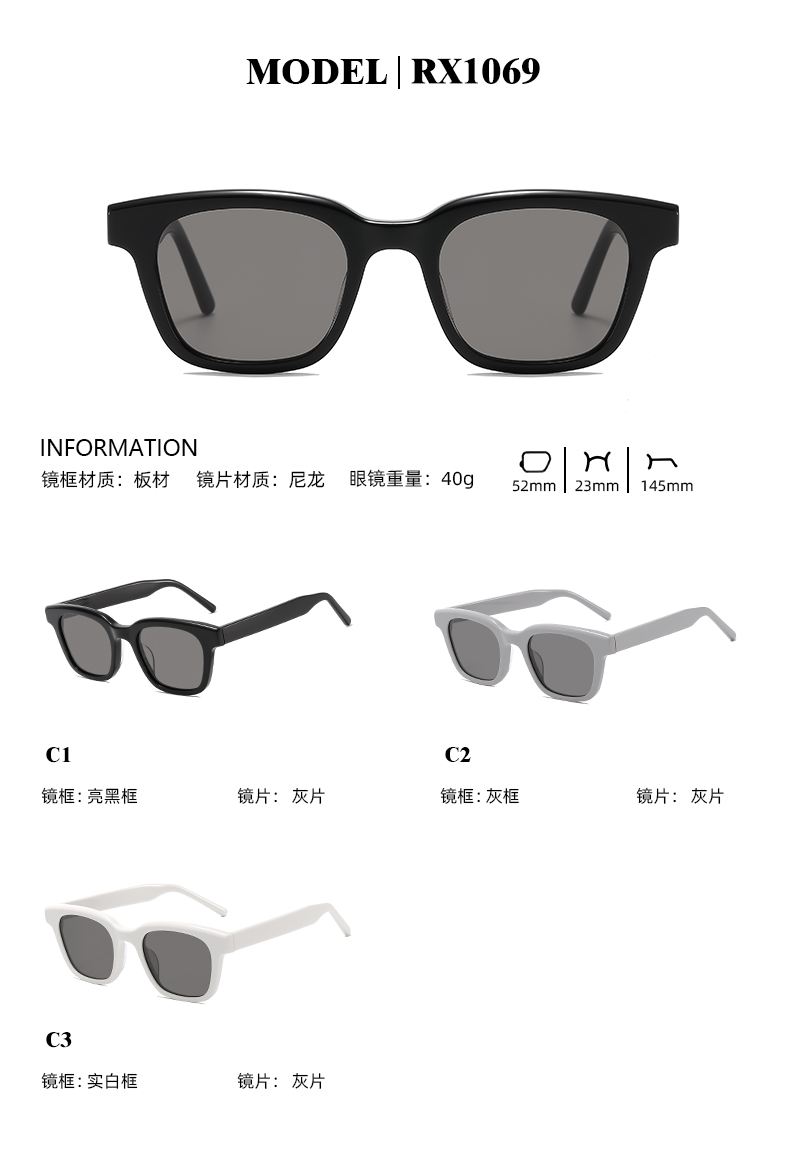 MODEL | RX1069
INFORMATION
镜框材质：板材 镜片材质：尼龙 眼镜重量：40g
52mm 23mm 145mm
C1 C2
镜框：亮黑框 镜片： 灰片 镜框：灰框 镜片： 灰片
C3
镜框：实白框 镜片： 灰片